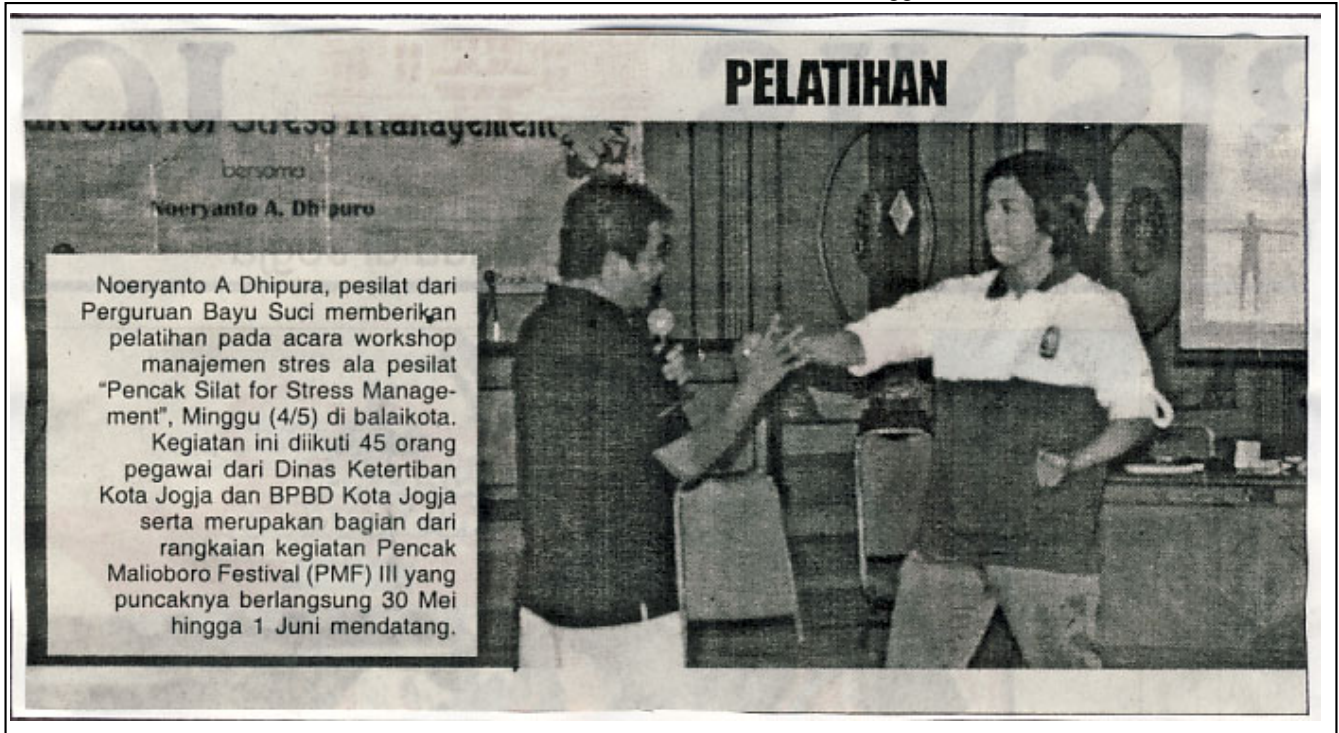 PELATIHAN
for Stress Management
bersama
Noeryanto A. Dhipuro
Noeryanto A Dhipura, pesilat dari
Perguruan Bayu Suci memberikan
pelatihan pada acara workshop
manajemen stres ala pesilat
“Pencak Silat for Stress Manage-
ment”, Minggu (4/5) di balaikota.
Kegiatan ini diikuti 45 orang
pegawai dari Dinas Ketertiban
Kota Jogja dan BPBD Kota Jogja
serta merupakan bagian dari
rangkaian kegiatan Pencak
Malioboro Festival (PMF) III yang
puncaknya berlangsung 30 Mei
hingga 1 Juni mendatang.